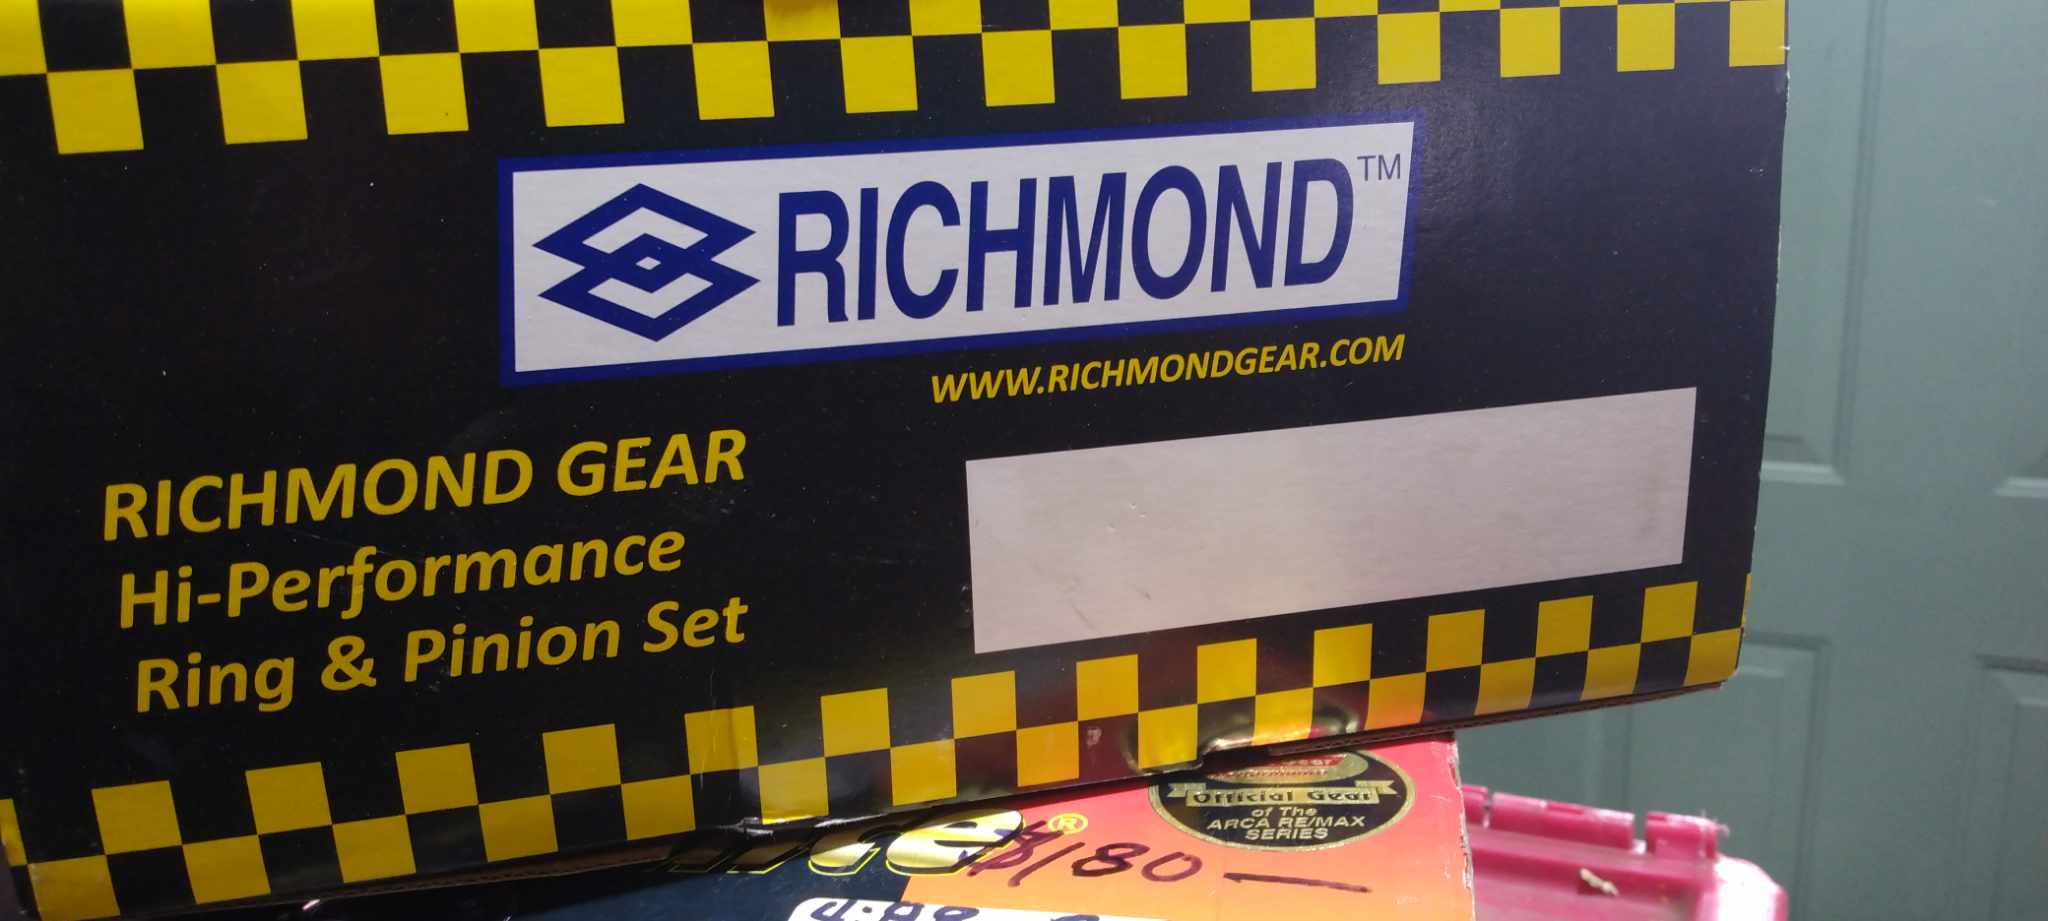 RICHMOND™
WWW.RICHMONDGEAR.COM
RICHMOND GEAR
Hi-Performance
Ring & Pinion Set
Official Gear
of The
ARCA RE/MAX
SERIES
®
$180